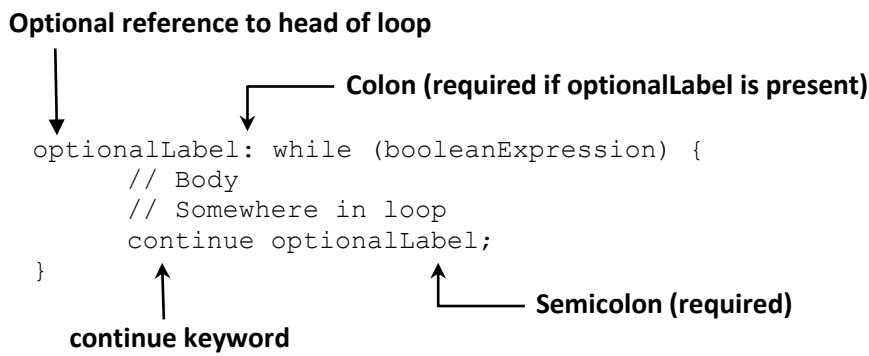 Optional reference to head of loop
Colon (required if optionalLabel is present)
optionalLabel: while (booleanExpression) {
// Body
// Somewhere in loop
continue optionalLabel;
}
Semicolon (required)
continue keyword